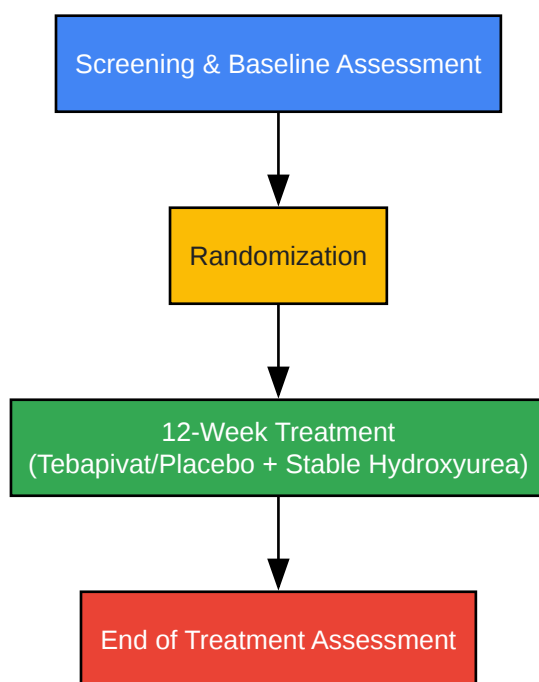 Screening & Baseline Assessment
Randomization
12-Week Treatment
(Tebapivat/Placebo + Stable Hydroxyurea)
End of Treatment Assessment